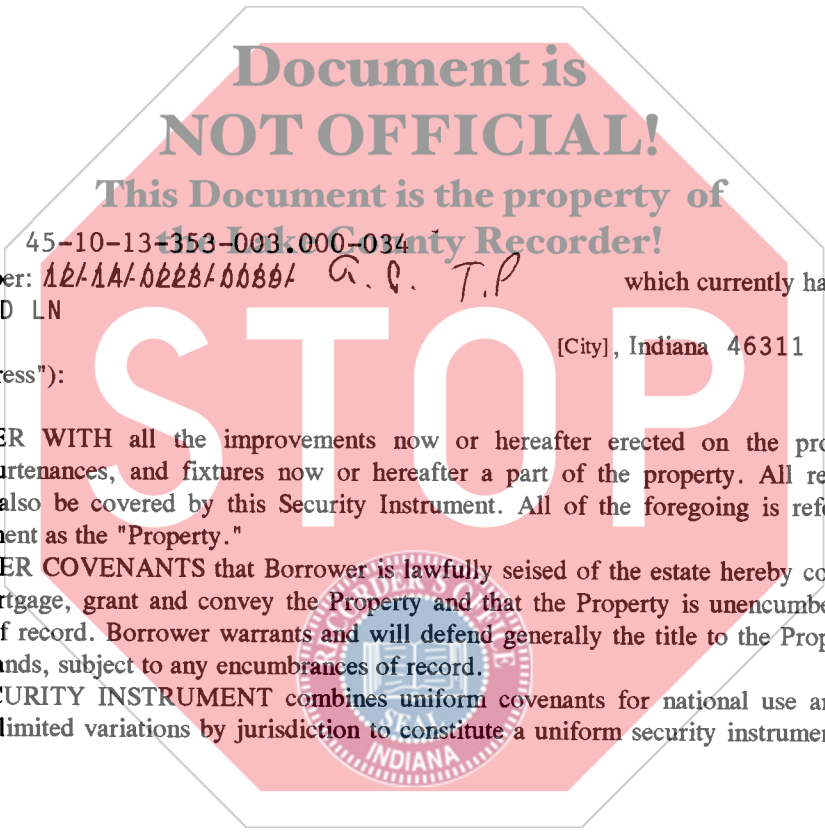 Document is
NOT OFFICIAL!
This Document is the property of
the Lake County Recorder!
45-10-13-353-003.000-034
er: 12/14/0228/0089/ a. c. T.P which currently ha
D LN
STOP
[City], Indiana 46311
ess"):
ER WITH all the improvements now or hereafter erected on the pro
urtenances, and fixtures now or hereafter a part of the property. All re
also be covered by this Security Instrument. All of the foregoing is refe
ent as the "Property."
ER COVENANTS that Borrower is lawfully seised of the estate hereby co
rtgage, grant and convey the Property and that the Property is unencumbe
f record. Borrower warrants and will defend generally the title to the Prop
nds, subject to any encumbrances of record.
CURITY INSTRUMENT combines uniform covenants for national use a
limited variations by jurisdiction to constitute a uniform security instrumen
RECORDER'S OFFICE
SEAL
INDIANA